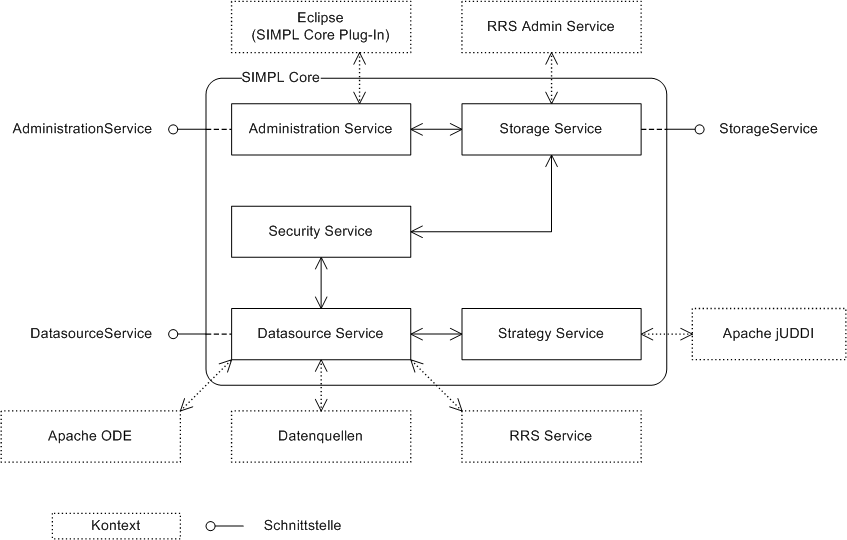 Eclipse
(SIMPL Core Plug-In)
RRS Admin Service
SIMPL Core
AdministrationService
Administration Service
Storage Service
StorageService
Security Service
DatasourceService
Datasource Service
Strategy Service
Apache jUDDI
Apache ODE
Datenquellen
RRS Service
Kontext
Schnittstelle